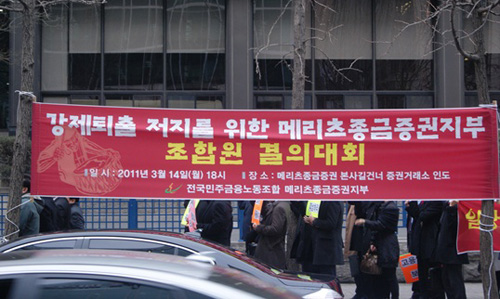 강제퇴출 저지를 위한 메리츠종금증권지부
조합원 결의대회
일시 : 2011년 3월 14일(월) 18시 장소 : 메리츠종금증권 본사길건너 증권거래소 인도
전국민주금융노동조합 메리츠종금증권지부